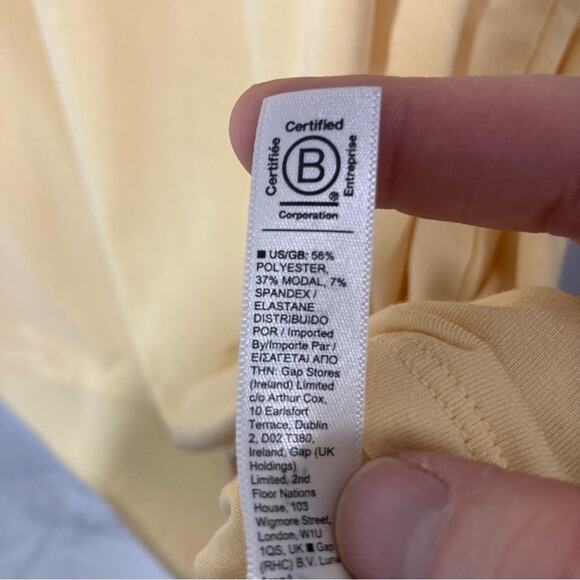 Certified
Certifiée
B
Entreprise
®
Corporation
■ US/GB: 56%
POLYESTER,
37% MODAL, 7%
SPANDEX /
ELASTANE
DISTRIBUIDO
POR / Imported
By/Importe Par /
ΕΙΣΑΓΕΤΑΙ ΑΠΟ
ΤΗΝ: Gap Stores
(Ireland) Limited
c/o Arthur Cox,
10 Earlsfort
Terrace, Dublin
2, D02 T380,
Ireland, Gap (UK
Holdings)
Limited, 2nd
Floor Nations
House, 103
Wigmore Street,
London, W1U
1QS, UK ■ Gap
(RHC) B.V. Luna